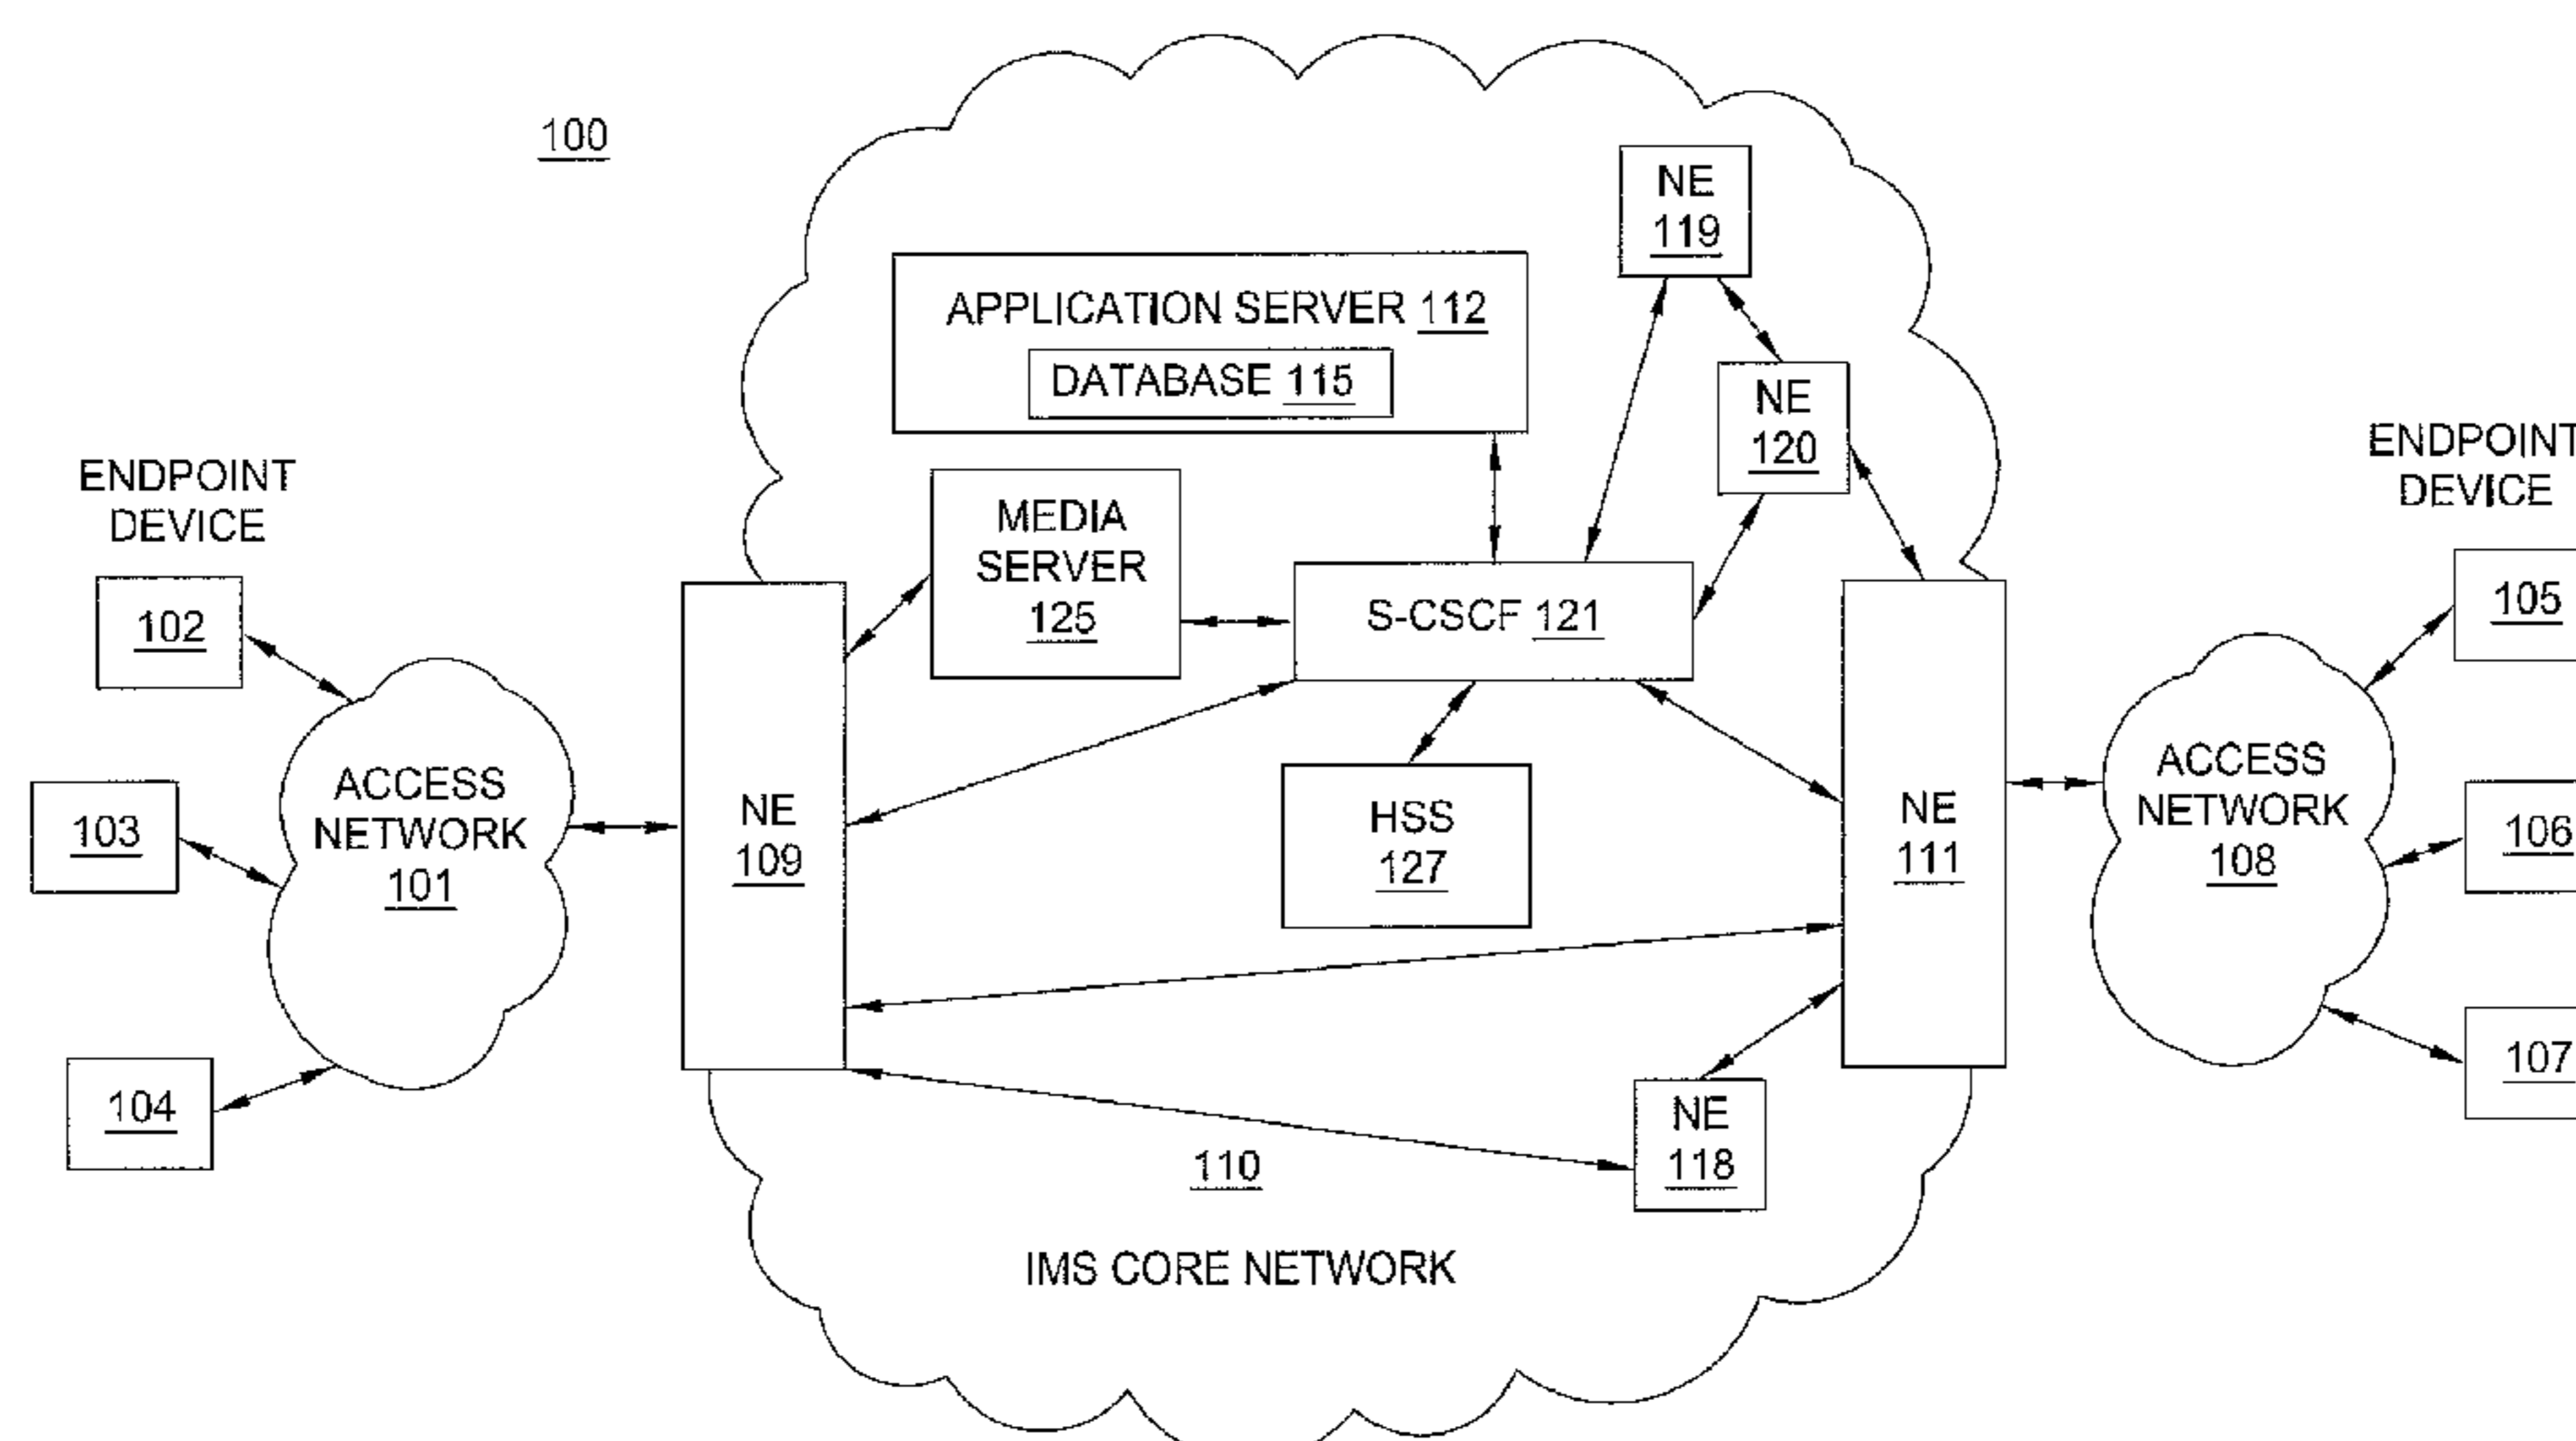 100
NE
119
APPLICATION SERVER 112
DATABASE 115
NE
120
ENDPOINT
DEVICE
ENDPOINT
DEVICE
MEDIA
SERVER
125
S-CSCF 121
102
105
ACCESS
NETWORK
101
103
NE
109
HSS
127
NE
111
ACCESS
NETWORK
108
106
104
107
NE
118
110
IMS CORE NETWORK